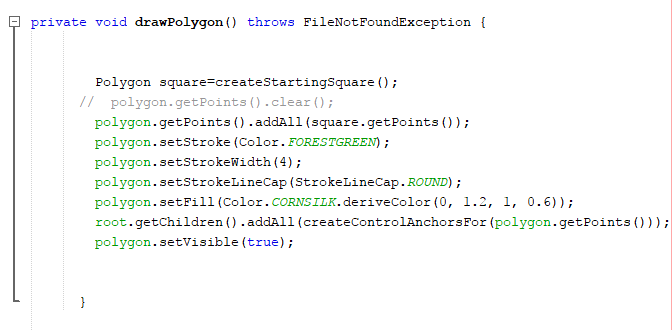 private void drawPolygon() throws FileNotFoundException {
Polygon square=createStartingSquare();
//  polygon.getPoints().clear();
polygon.getPoints().addAll(square.getPoints());
polygon.setStroke(Color.FORESTGREEN);
polygon.setStrokeWidth(4);
polygon.setStrokeLineCap(StrokeLineCap.ROUND);
polygon.setFill(Color.CORNSILK.deriveColor(0, 1.2, 1, 0.6));
root.getChildren().addAll(createControlAnchorsFor(polygon.getPoints()));
polygon.setVisible(true);
}